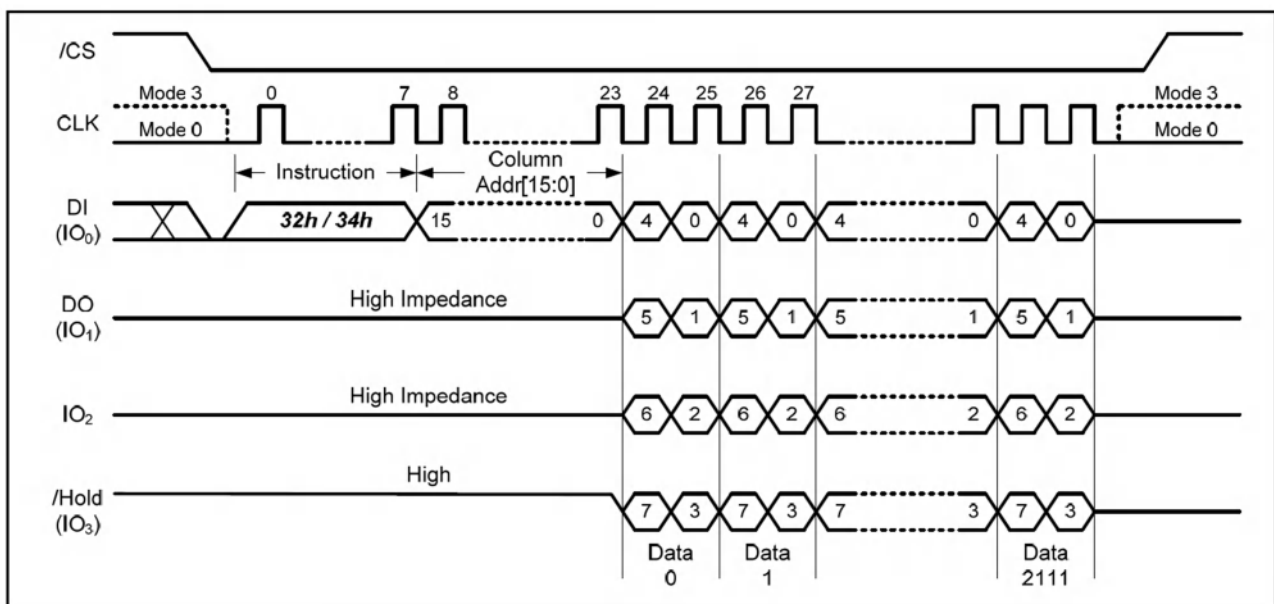 /CS
Mode 3 0 7 8 23 24 25 26 27 Mode 3
CLK Mode 0 Mode 0
Instruction Column
Addr[15:0]
DI
(IO₀) 32h / 34h 15 0 4 0 4 0 4 0 4 0
DO
(IO₁) High Impedance 5 1 5 1 5 1 5 1
IO₂ High Impedance 6 2 6 2 6 2 6 2
/Hold
(IO₃) High 7 3 7 3 7 3 7 3
Data Data Data
0 1 2111